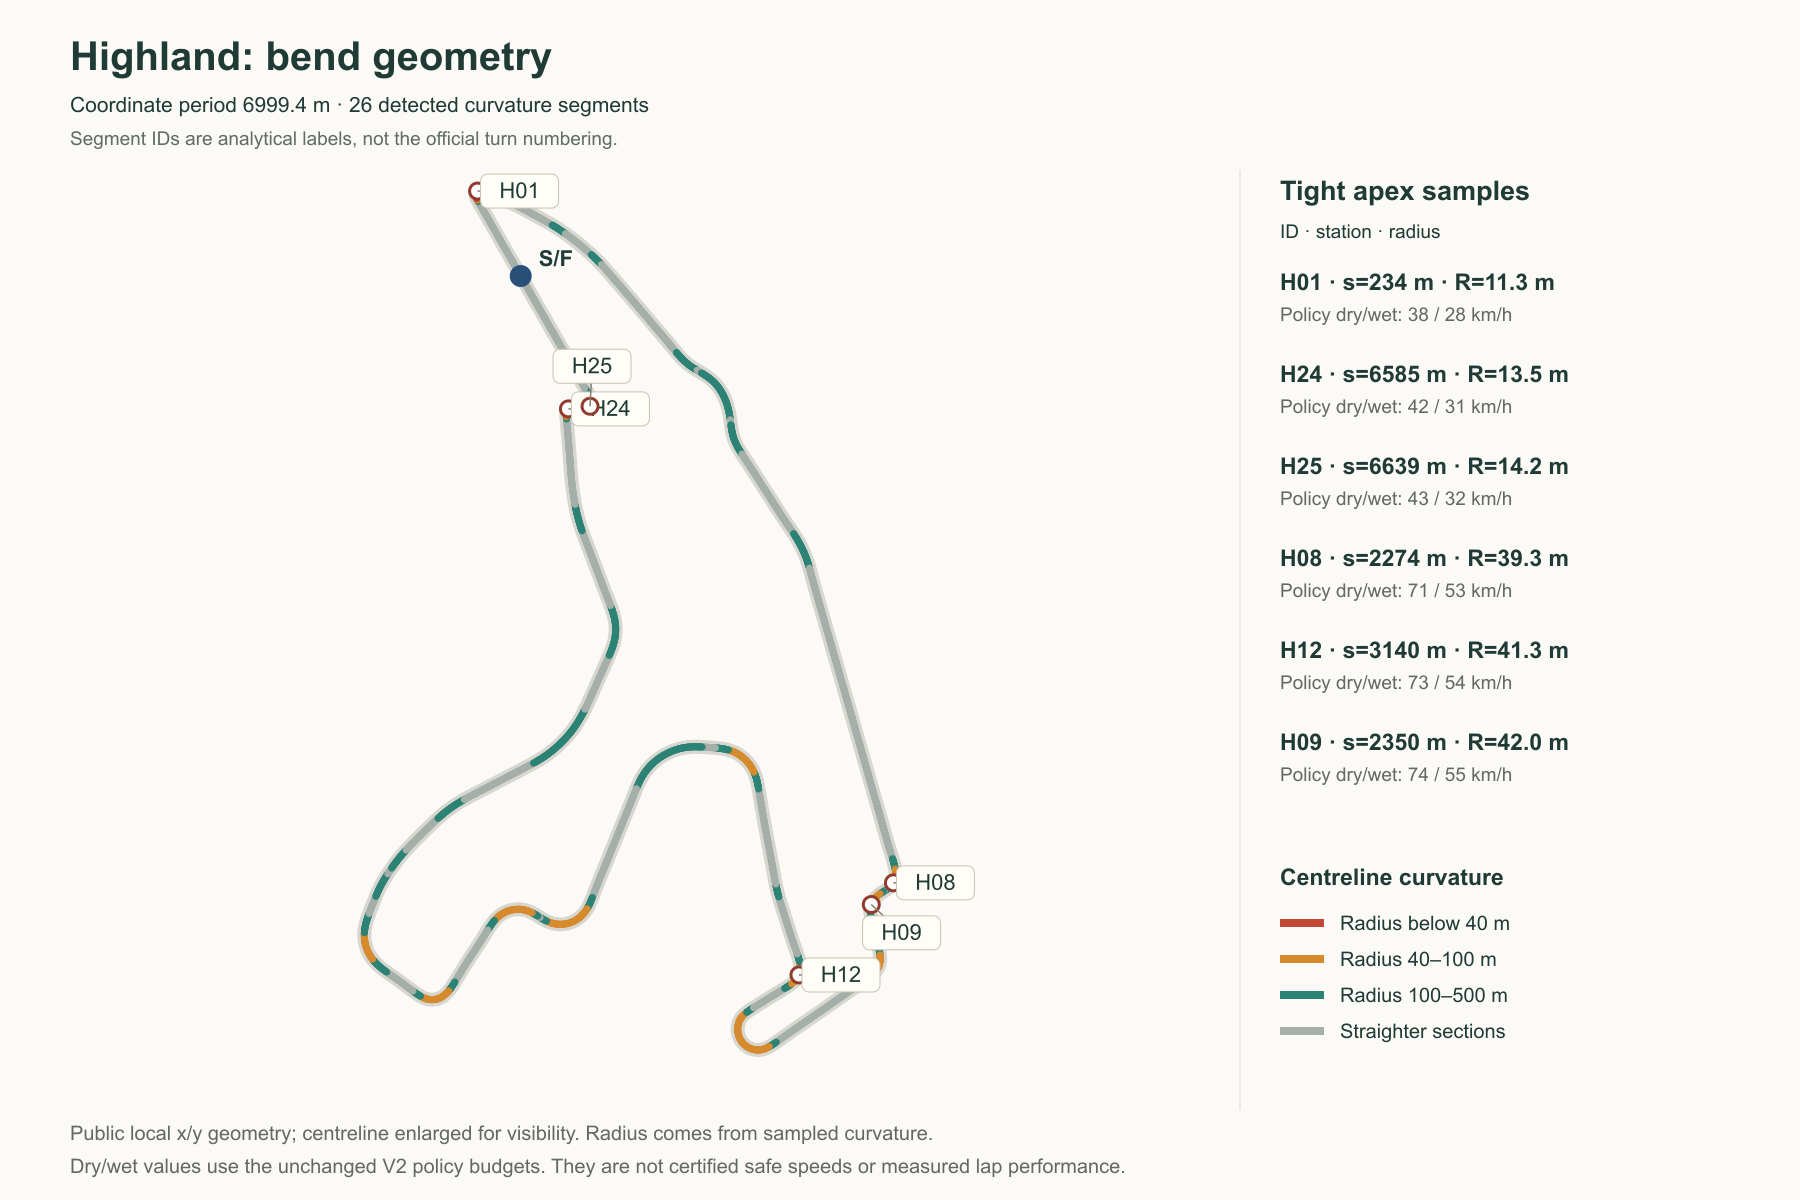 Highland: bend geometry
Coordinate period 6999.4 m · 26 detected curvature segments
Segment IDs are analytical labels, not the official turn numbering.
H01
S/F
H25
H24
H08
H09
H12
Tight apex samples
ID · station · radius
H01 · s=234 m · R=11.3 m
Policy dry/wet: 38 / 28 km/h
H24 · s=6585 m · R=13.5 m
Policy dry/wet: 42 / 31 km/h
H25 · s=6639 m · R=14.2 m
Policy dry/wet: 43 / 32 km/h
H08 · s=2274 m · R=39.3 m
Policy dry/wet: 71 / 53 km/h
H12 · s=3140 m · R=41.3 m
Policy dry/wet: 73 / 54 km/h
H09 · s=2350 m · R=42.0 m
Policy dry/wet: 74 / 55 km/h
Centreline curvature
Radius below 40 m
Radius 40–100 m
Radius 100–500 m
Straighter sections
Public local x/y geometry; centreline enlarged for visibility. Radius comes from sampled curvature.
Dry/wet values use the unchanged V2 policy budgets. They are not certified safe speeds or measured lap performance.